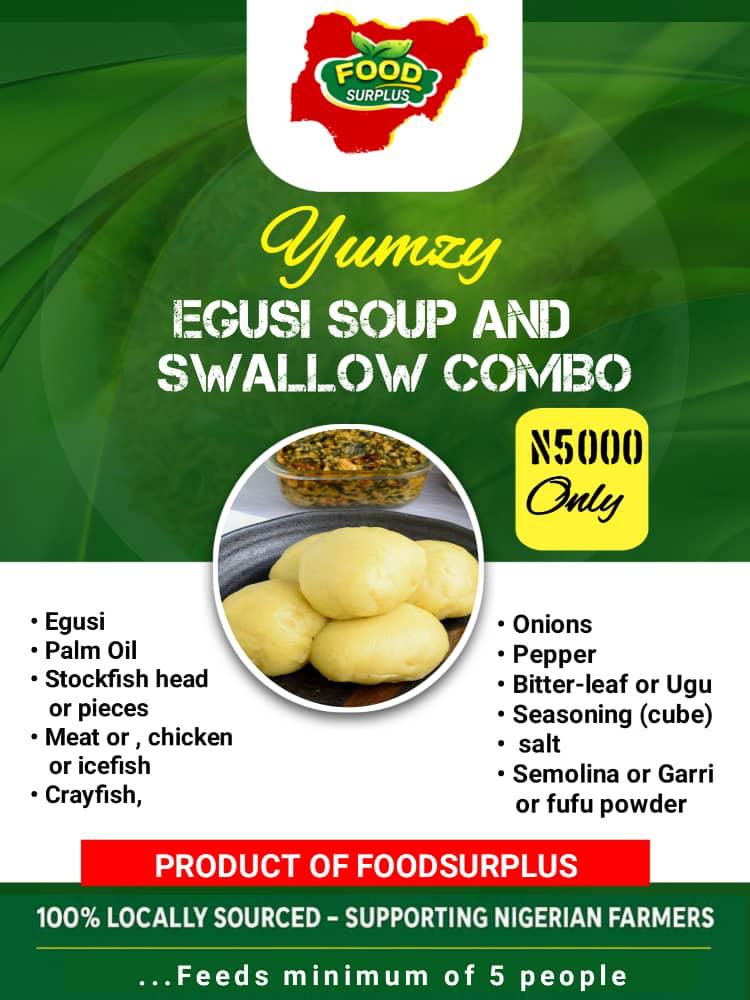 FOOD
SURPLUS
Yumzy
EGUSI SOUP AND
SWALLOW COMBO
N5000
Only
• Egusi
• Palm Oil
• Stockfish head
or pieces
• Meat or , chicken
or icefish
• Crayfish,
• Onions
• Pepper
• Bitter-leaf or Ugu
• Seasoning (cube)
• salt
• Semolina or Garri
or fufu powder
PRODUCT OF FOODSURPLUS
100% LOCALLY SOURCED – SUPPORTING NIGERIAN FARMERS
...Feeds minimum of 5 people